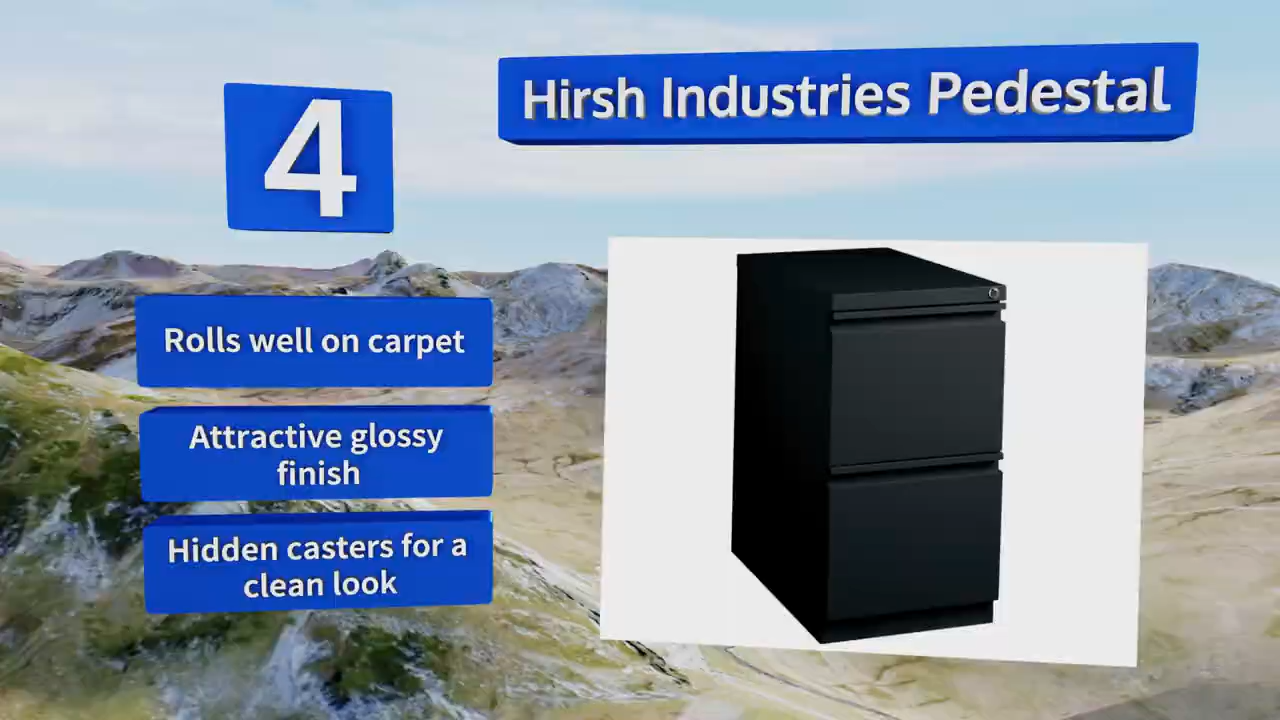 4
Hirsh Industries Pedestal
Rolls well on carpet
Attractive glossy
finish
Hidden casters for a
clean look